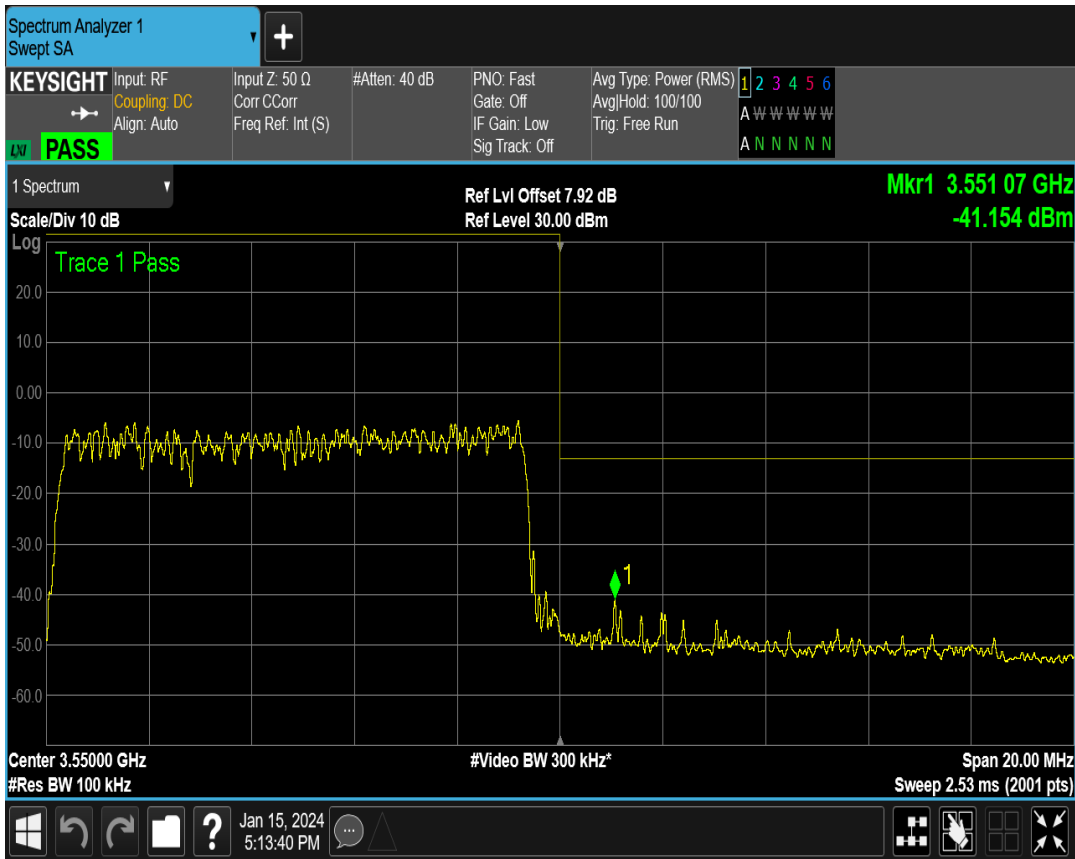 Spectrum Analyzer 1
Swept SA
+
KEYSIGHT
LXI PASS
Input: RF
Coupling: DC
Align: Auto
Input Z: 50 Ω
Corr CCorr
Freq Ref: Int (S)
#Atten: 40 dB
PNO: Fast
Gate: Off
IF Gain: Low
Sig Track: Off
Avg Type: Power (RMS)
Avg|Hold: 100/100
Trig: Free Run
1 2 3 4 5 6
A W W W W W
A N N N N N
1 Spectrum
Scale/Div 10 dB
Ref Lvl Offset 7.92 dB
Ref Level 30.00 dBm
Mkr1 3.551 07 GHz
-41.154 dBm
Log
Trace 1 Pass
20.0
10.0
0.00
-10.0
-20.0
-30.0
1
-40.0
-50.0
-60.0
Center 3.55000 GHz
#Res BW 100 kHz
#Video BW 300 kHz*
Span 20.00 MHz
Sweep 2.53 ms (2001 pts)
?
Jan 15, 2024
5:13:40 PM